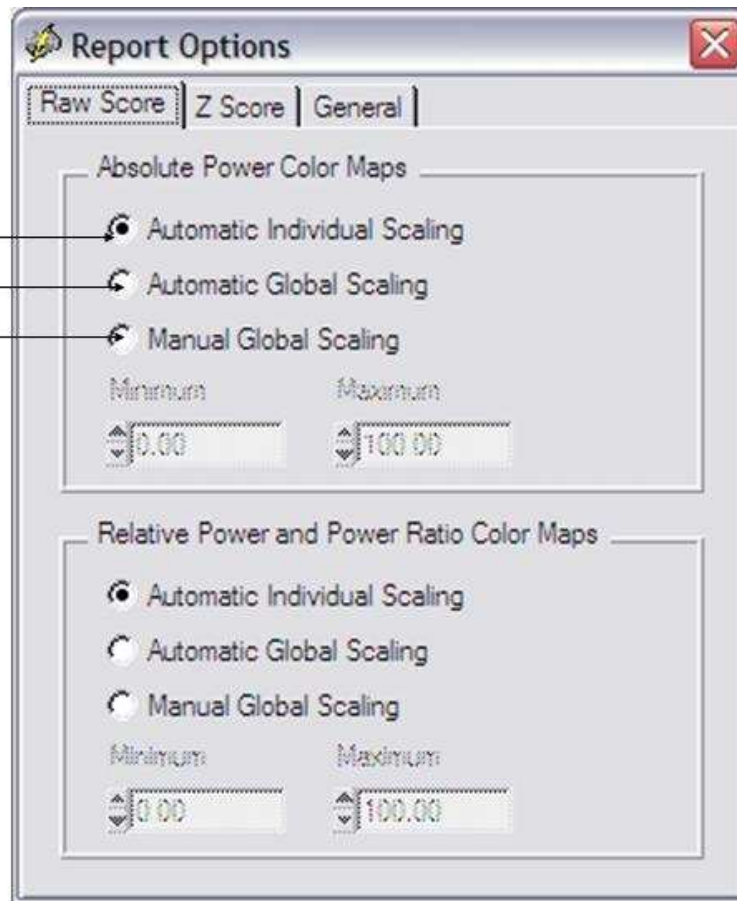 Report Options
Raw Score Z Score General
Absolute Power Color Maps
Automatic Individual Scaling
Automatic Global Scaling
Manual Global Scaling
Minimum Maximum
0.00 100.00
Relative Power and Power Ratio Color Maps
Automatic Individual Scaling
Automatic Global Scaling
Manual Global Scaling
Minimum Maximum
0.00 100.00